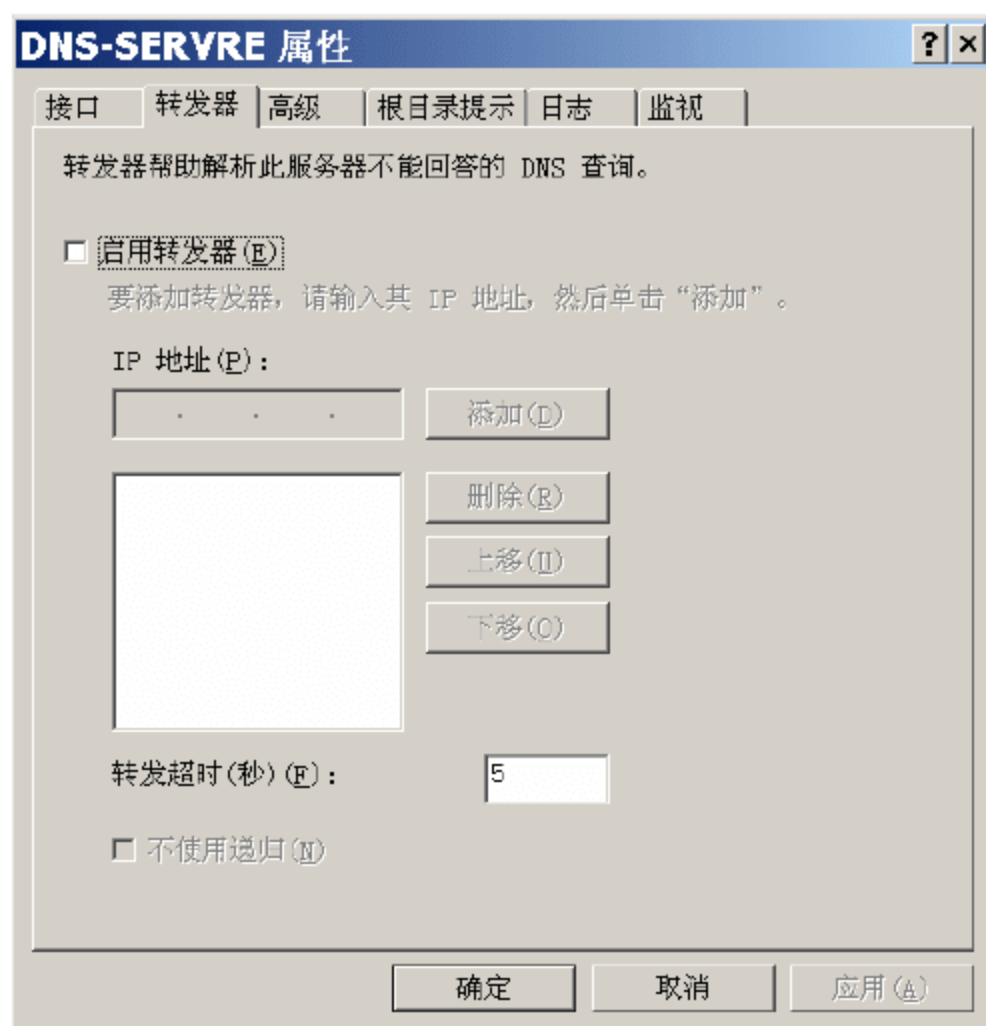 DNS-SERVRE 属性
接口 转发器 高级 根目录提示 日志 监视
转发器帮助解析此服务器不能回答的 DNS 查询。
启用转发器(E)
要添加转发器，请输入其 IP 地址，然后单击“添加”。
IP 地址(P)：
添加(D)
删除(R)
上移(U)
下移(O)
转发超时(秒)(F)： 5
不使用递归(N)
确定 取消 应用(A)